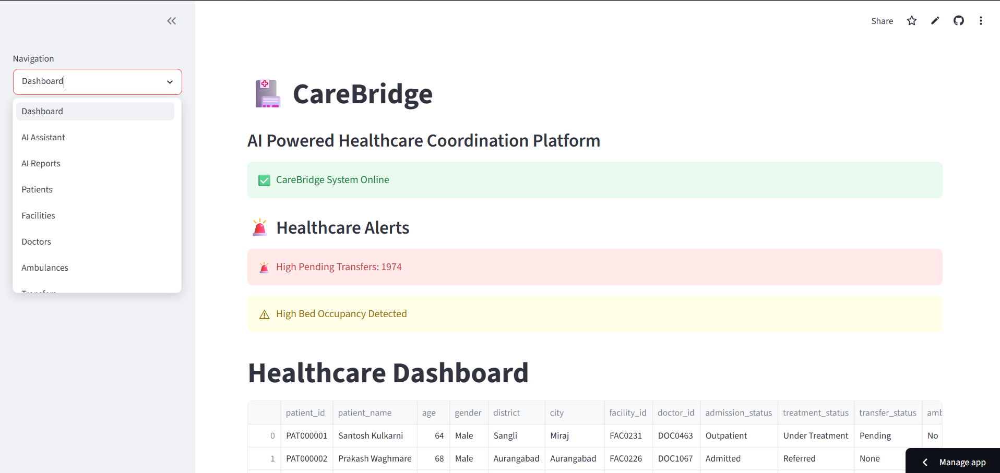 Share
Navigation
Dashboard
Dashboard
AI Assistant
AI Reports
Patients
Facilities
Doctors
Ambulances
Transfers
CareBridge
AI Powered Healthcare Coordination Platform
CareBridge System Online
Healthcare Alerts
High Pending Transfers: 1974
High Bed Occupancy Detected
Healthcare Dashboard
patient_id patient_name age gender district city facility_id doctor_id admission_status treatment_status transfer_status amb
0 PAT000001 Santosh Kulkarni 64 Male Sangli Miraj FAC0231 DOC0463 Outpatient Under Treatment Pending No
1 PAT000002 Prakash Waghmare 68 Male Aurangabad Aurangabad FAC0226 DOC1067 Admitted Referred None
Manage app